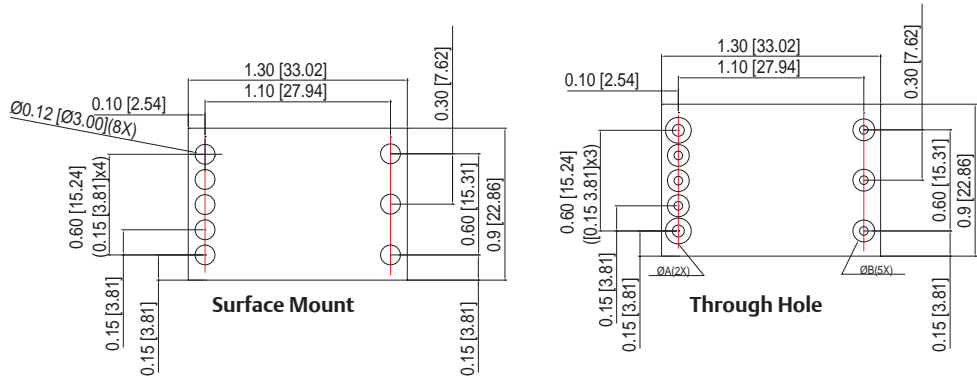 1.30 [33.02]
1.10 [27.94]
0.10 [2.54]
Ø0.12 [Ø3.00](8X)
0.30 [7.62]
0.60 [15.24]
(0.15 [3.81]x4)
0.60 [15.31]
0.9 [22.86]
0.15 [3.81]
0.15 [3.81]
0.15 [3.81]
Surface Mount
1.30 [33.02]
1.10 [27.94]
0.10 [2.54]
0.30 [7.62]
0.60 [15.24]
([0.15 3.81]x3)
0.60 [15.31]
0.9 [22.86]
ØA(2X)
ØB(5X)
0.15 [3.81]
0.15 [3.81]
0.15 [3.81]
Through Hole